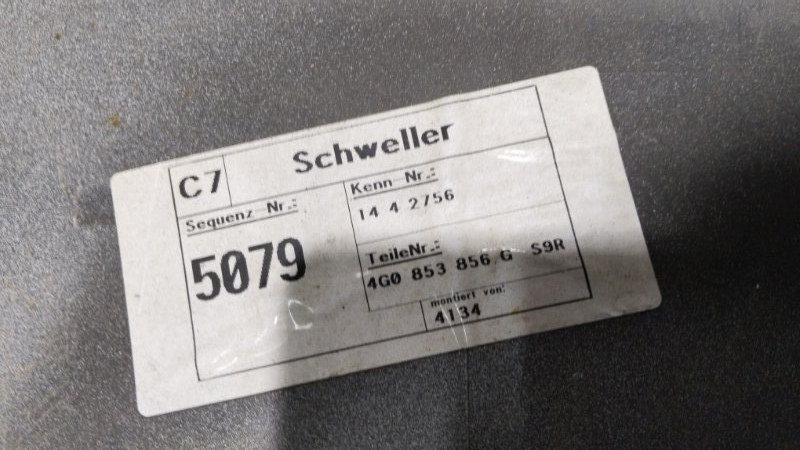 C7 Schweller
Sequenz Nr.:
5079
Kenn Nr.:
14 4 2756
TeileNr.:
4G0 853 856 G S9R
montiert von:
4134